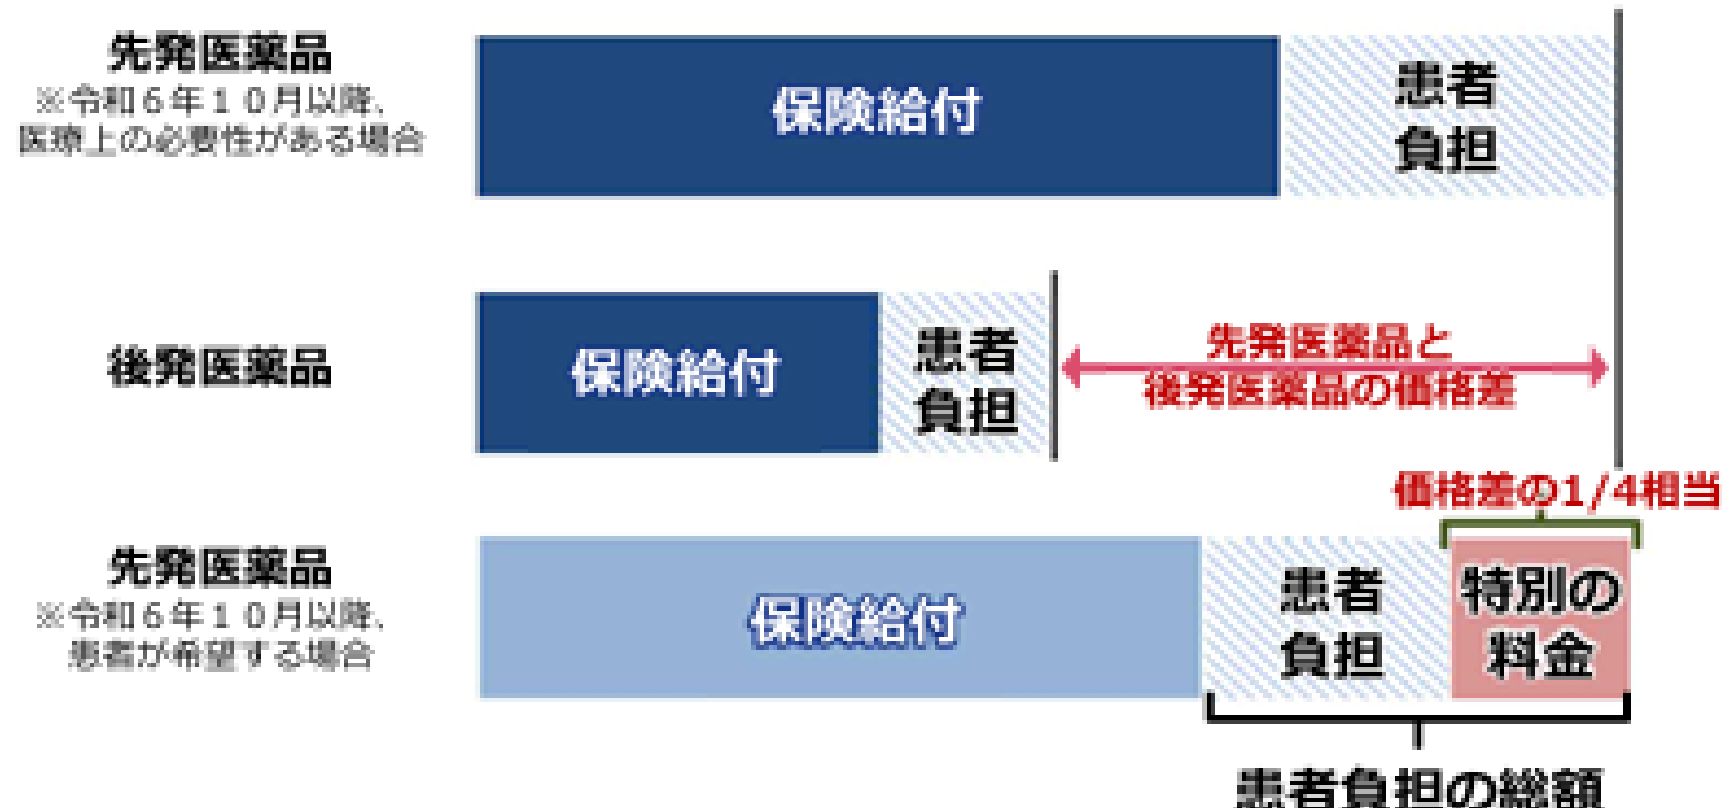 先発医薬品
※令和6年10月以降、
医療上の必要性がある場合
保険給付
患者
負担
後発医薬品
保険給付
患者
負担
先発医薬品と
後発医薬品の価格差
価格差の1/4相当
先発医薬品
※令和6年10月以降、
患者が希望する場合
保険給付
患者
負担
特別の
料金
患者負担の総額